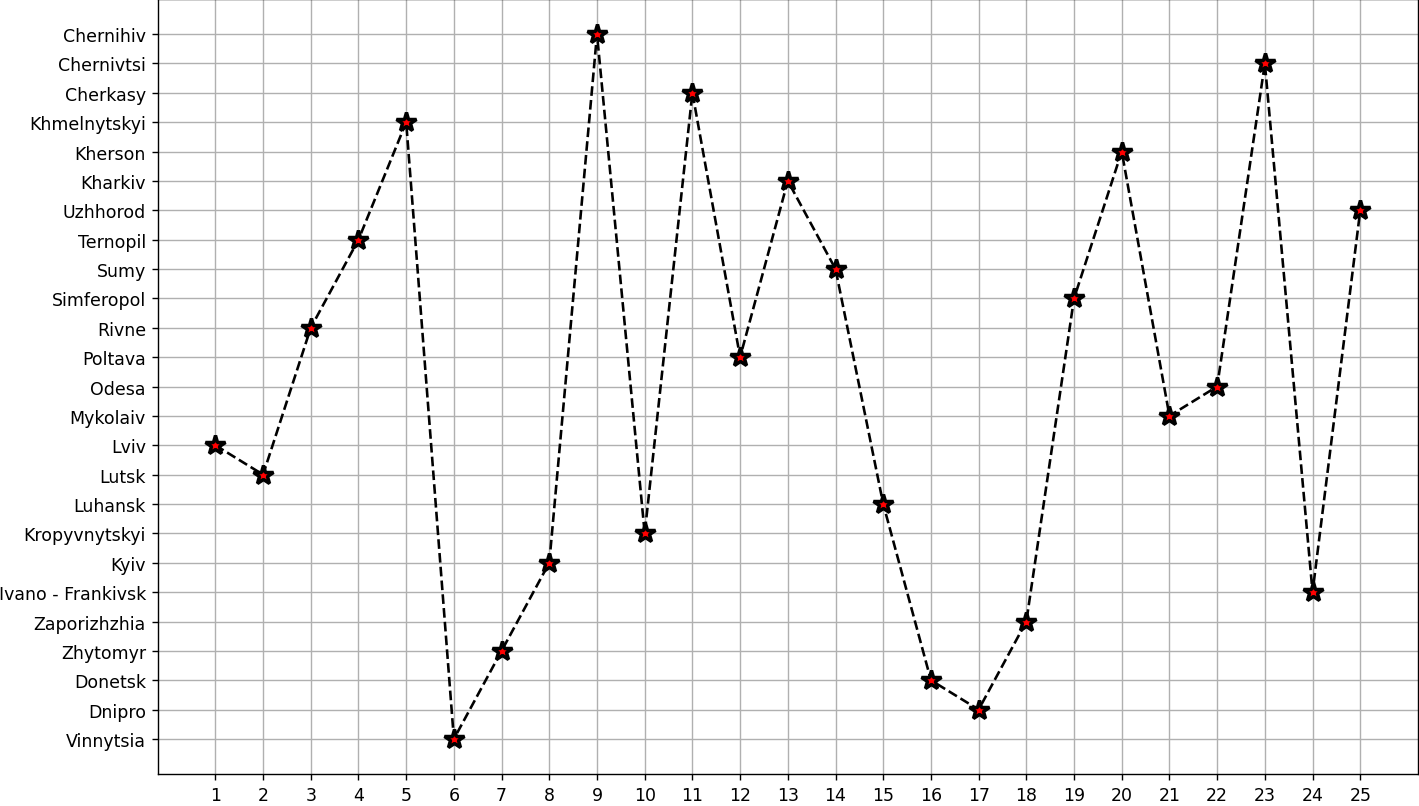 Chernihiv
Chernivtsi
Cherkasy
Khmelnytskyi
Kherson
Kharkiv
Uzhhorod
Ternopil
Sumy
Simferopol
Rivne
Poltava
Odesa
Mykolaiv
Lviv
Lutsk
Luhansk
Kropyvnytskyi
Kyiv
Ivano - Frankivsk
Zaporizhzhia
Zhytomyr
Donetsk
Dnipro
Vinnytsia
1 2 3 4 5 6 7 8 9 10 11 12 13 14 15 16 17 18 19 20 21 22 23 24 25